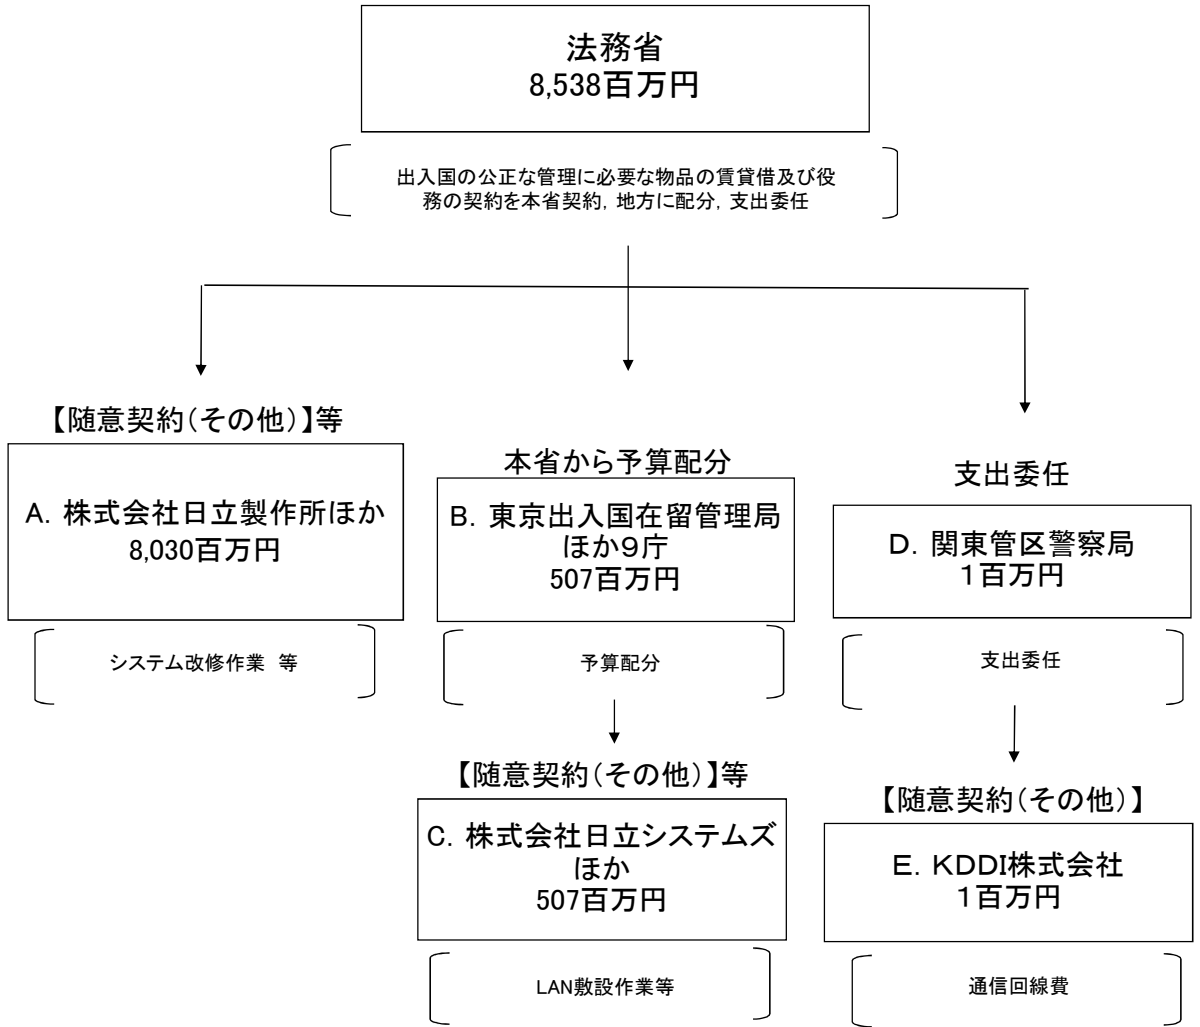 法務省
8,538百万円
出入国の公正な管理に必要な物品の賃貸借及び役
務の契約を本省契約，地方に配分，支出委任
【随意契約（その他）】等
A．株式会社日立製作所ほか
8,030百万円
システム改修作業　等
本省から予算配分
B．東京出入国在留管理局
ほか９庁
507百万円
予算配分
支出委任
D．関東管区警察局
１百万円
支出委任
【随意契約（その他）】等
C．株式会社日立システムズ
ほか
507百万円
LAN敷設作業等
【随意契約（その他）】
E．KDDI株式会社
１百万円
通信回線費